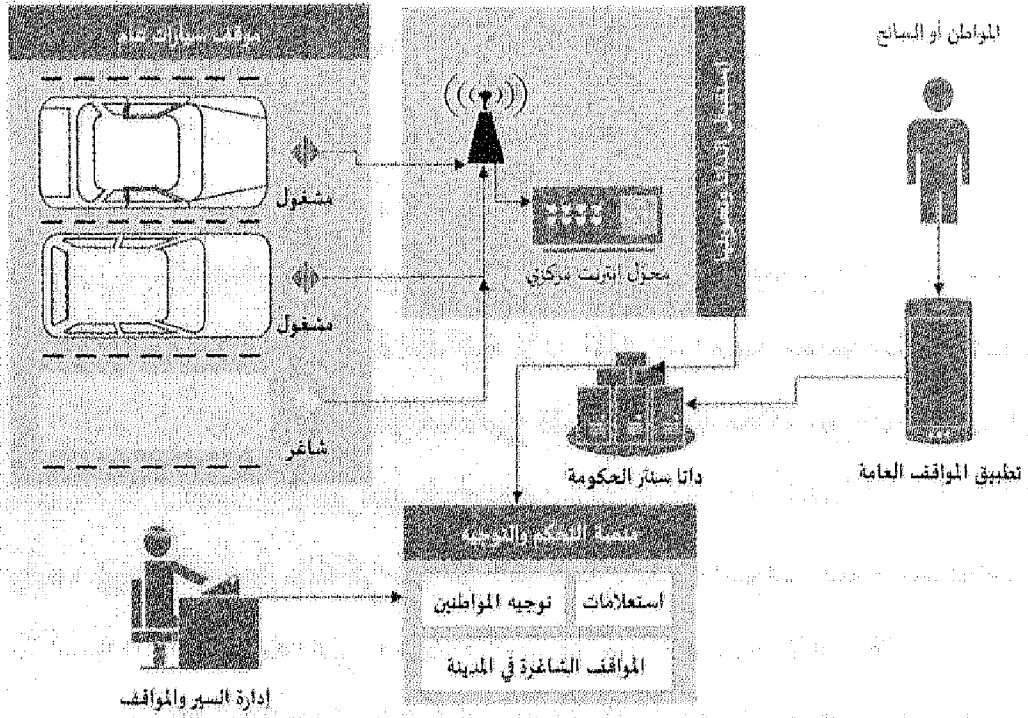 المواطن أو السائح
موقف سيارات عام
مشغول
مشغول
شاغر
محول انترنت مركزي
داتا سنتر الحكومة
تطبيق المواقف العامة
منصة التحكم والتوجيه
استعلامات
توجيه المواطنين
المواقف الشاغرة في المدينة
إدارة السير والمواقف